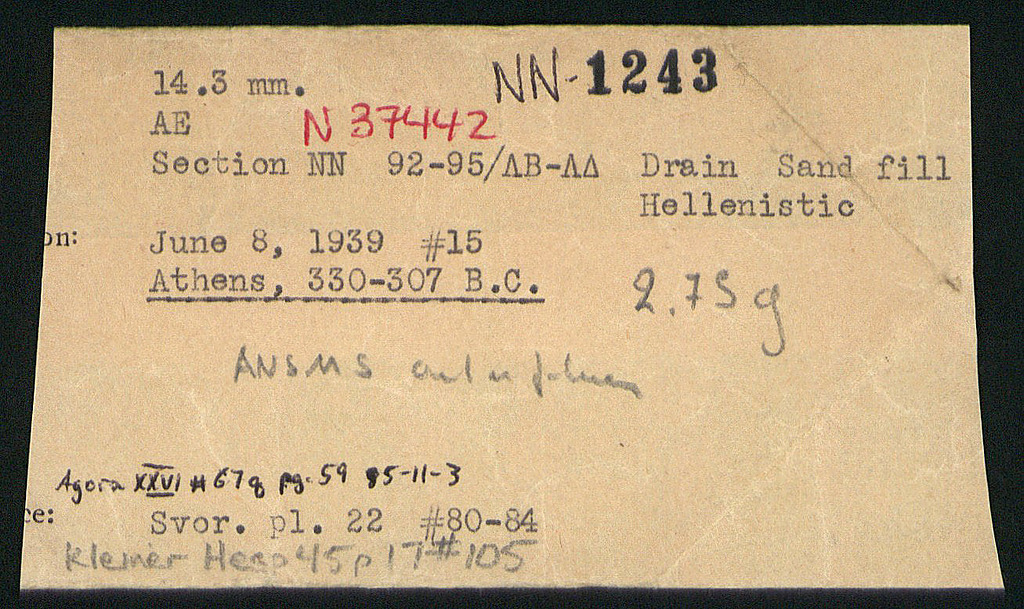 14.3 mm. NN-1243
AE N 37442
Section NN 92-95/ΛB-ΛΔ Drain Sand fill
Hellenistic
on: June 8, 1939 #15
Athens, 330-307 B.C. 2.75 g
ANSMS
Agora XXVI # 67q pg. 59 85-11-3
ce: Svor. pl. 22 #80-84
Kleiner Hesp 45 p 17 #105